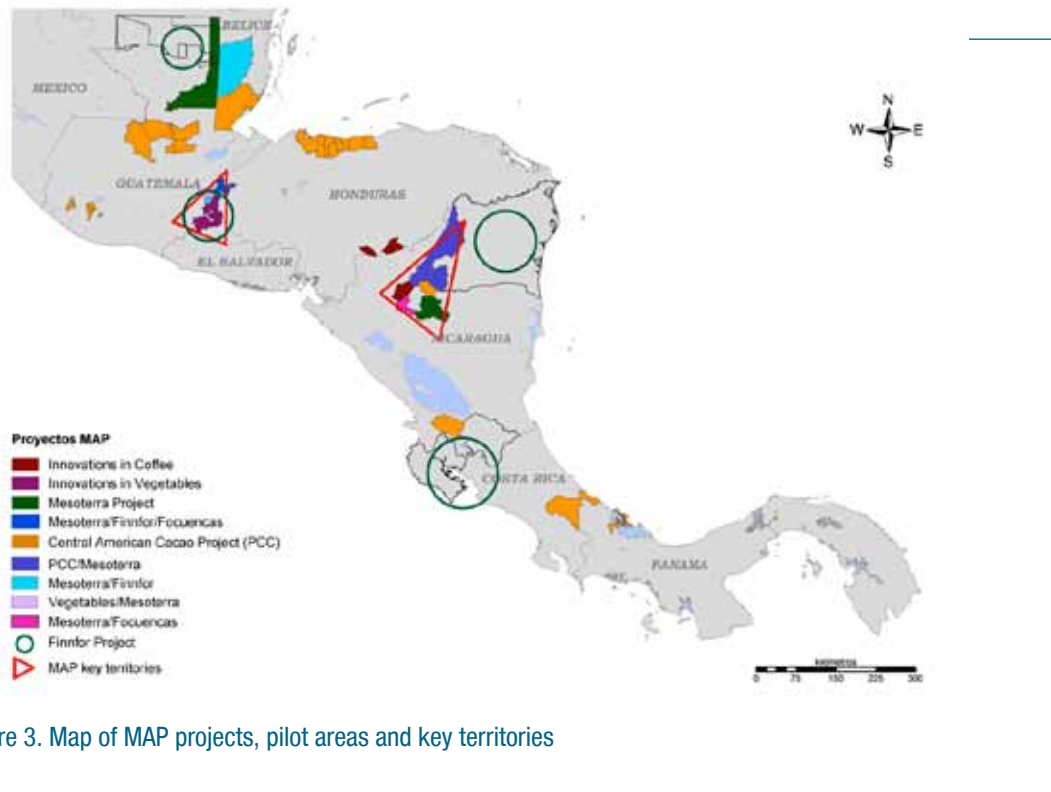 BELICE
MEXICO
GUATEMALA
HONDURAS
EL SALVADOR
NICARAGUA
COSTA RICA
PANAMA
N
W E
S
Proyectos MAP
Innovations in Coffee
Innovations in Vegetables
Mesoterra Project
Mesoterra/Finnfor/Focuencas
Central American Cacao Project (PCC)
PCC/Mesoterra
Mesoterra/Finnfor
Vegetables/Mesoterra
Mesoterra/Focuencas
Finnfor Project
MAP key territories
kilometros
0 75 150 225 300
re 3. Map of MAP projects, pilot areas and key territories